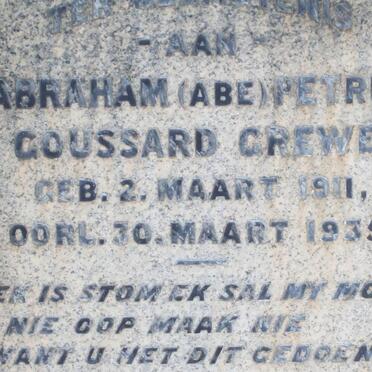 - AAN -
ABRAHAM (ABE) PETR
GOUSSARD GREWE
GEB. 2. MAART 1911,
OORL. 30. MAART 193
EK IS STOM EK SAL MY MO
NIE OOP MAAK NIE
WANT U HET DIT GEDOEN